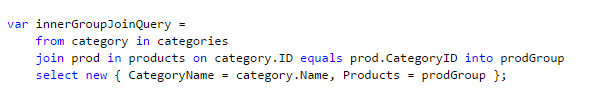 var innerGroupJoinQuery =
from category in categories
join prod in products on category.ID equals prod.CategoryID into prodGroup
select new { CategoryName = category.Name, Products = prodGroup };